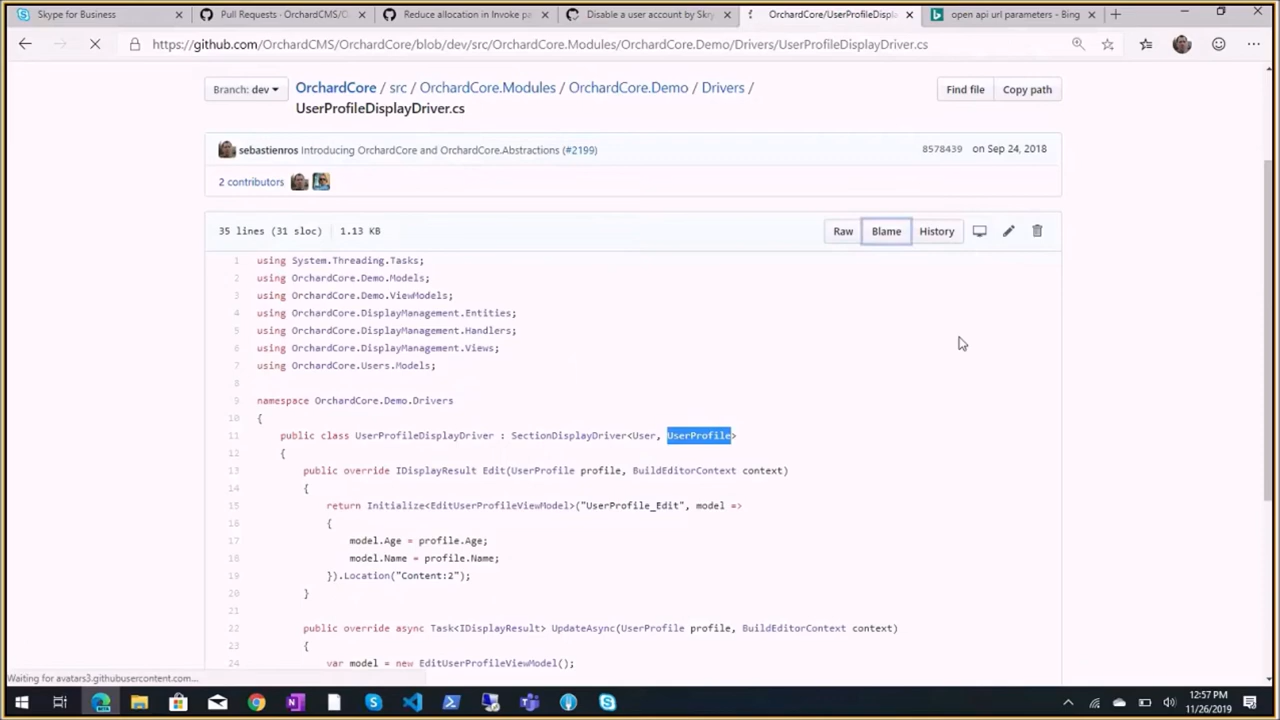 Skype for Business
Pull Requests · OrchardCMS/O
Reduce allocation in Invoke pa
Disable a user account by Skry
OrchardCore/UserProfileDispla
open api url parameters - Bing
https://github.com/OrchardCMS/OrchardCore/blob/dev/src/OrchardCore.Modules/OrchardCore.Demo/Drivers/UserProfileDisplayDriver.cs
Branch: dev
OrchardCore / src / OrchardCore.Modules / OrchardCore.Demo / Drivers /
UserProfileDisplayDriver.cs
Find file
Copy path
sebastienros Introducing OrchardCore and OrchardCore.Abstractions (#2199)
8578439 on Sep 24, 2018
2 contributors
35 lines (31 sloc) | 1.13 KB
Raw
Blame
History
1 using System.Threading.Tasks;
2 using OrchardCore.Demo.Models;
3 using OrchardCore.Demo.ViewModels;
4 using OrchardCore.DisplayManagement.Entities;
5 using OrchardCore.DisplayManagement.Handlers;
6 using OrchardCore.DisplayManagement.Views;
7 using OrchardCore.Users.Models;
8
9 namespace OrchardCore.Demo.Drivers
10 {
11 public class UserProfileDisplayDriver : SectionDisplayDriver<User, UserProfile>
12 {
13 public override IDisplayResult Edit(UserProfile profile, BuildEditorContext context)
14 {
15 return Initialize<EditUserProfileViewModel>("UserProfile_Edit", model =>
16 {
17 model.Age = profile.Age;
18 model.Name = profile.Name;
19 }).Location("Content:2");
20 }
21
22 public override async Task<IDisplayResult> UpdateAsync(UserProfile profile, BuildEditorContext context)
23 {
24 var model = new EditUserProfileViewModel();
Waiting for avatars3.githubusercontent.com...
12:57 PM
11/26/2019